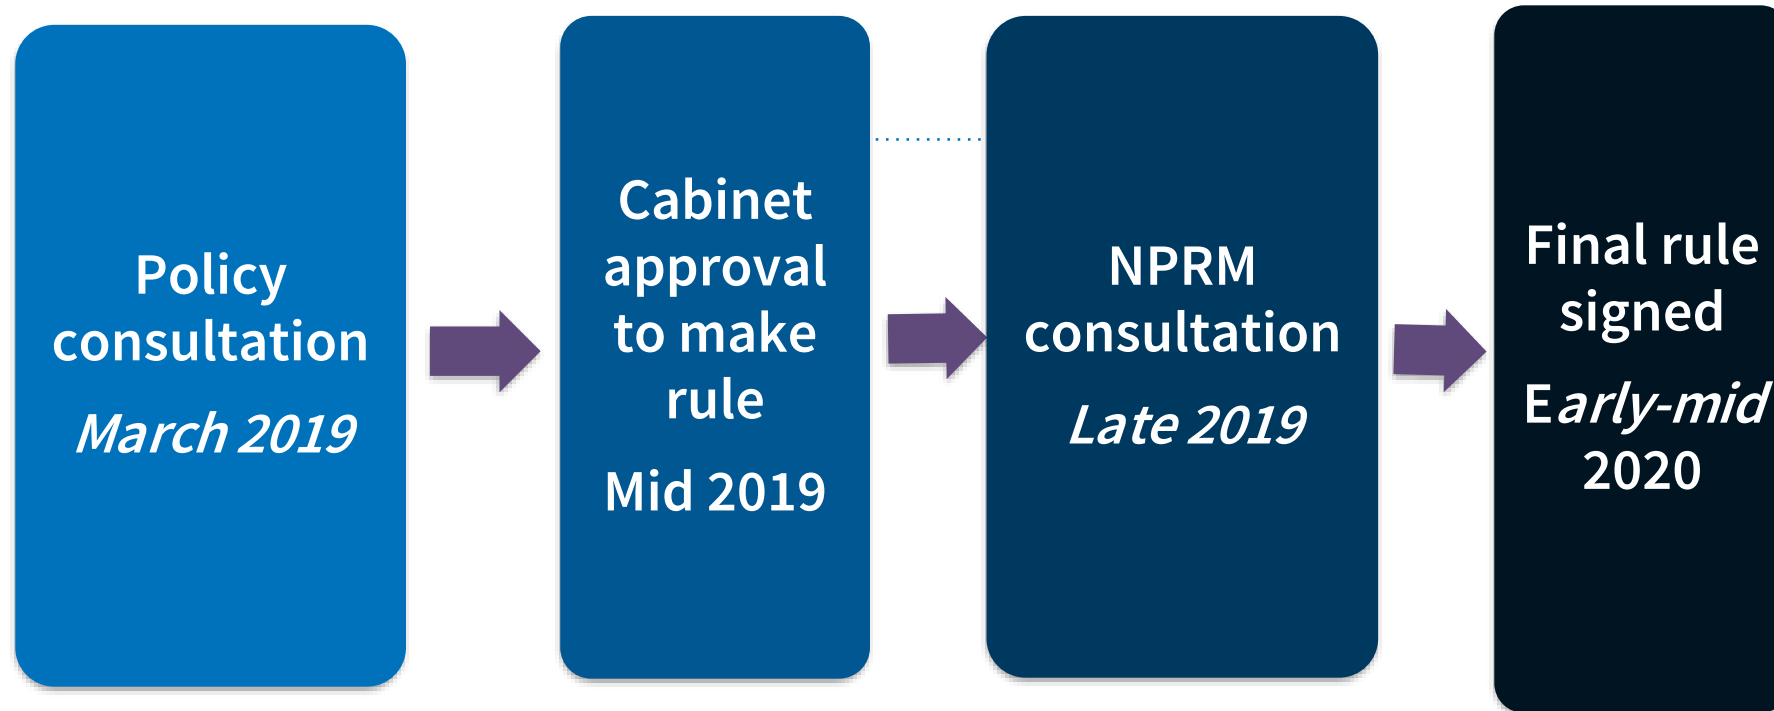 Policy
consultation
March 2019
Cabinet
approval
to make
rule
Mid 2019
NPRM
consultation
Late 2019
Final rule
signed
Early-mid
2020